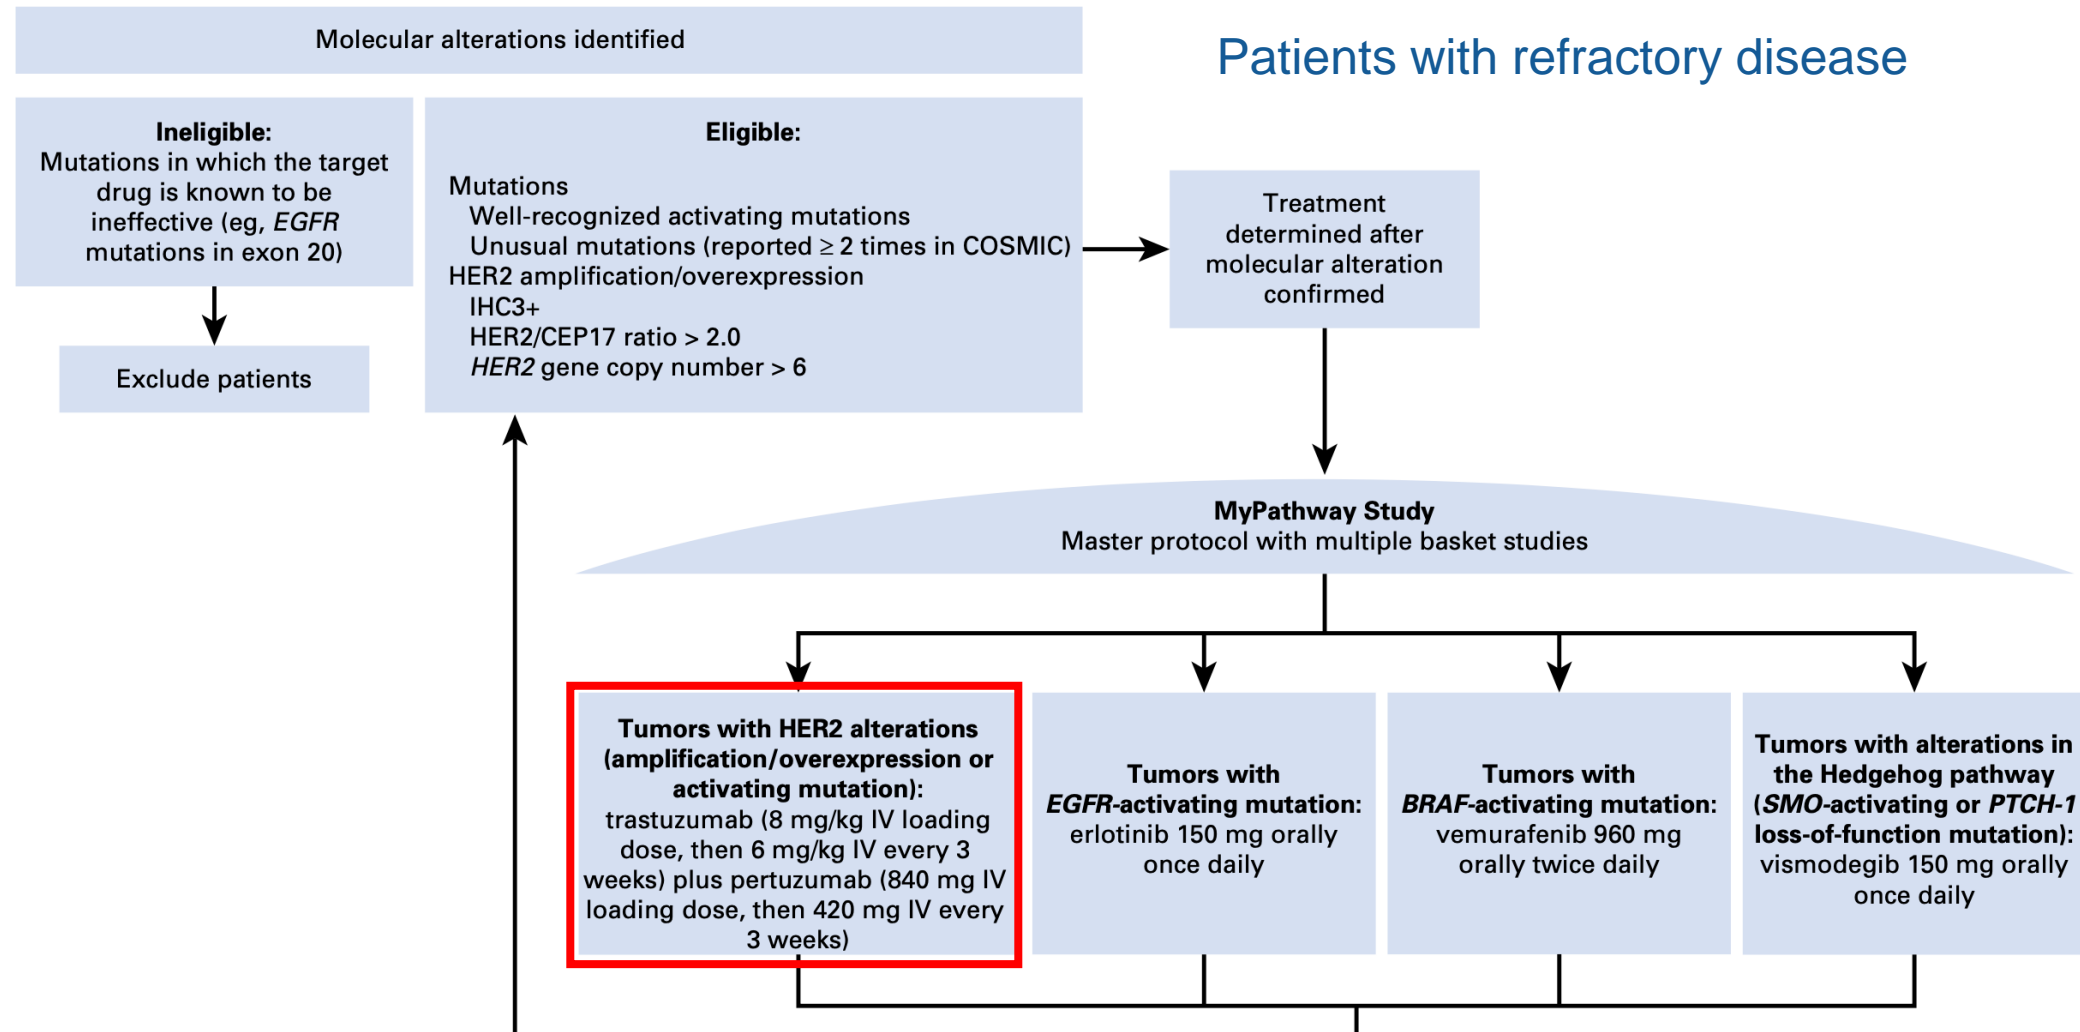 Molecular alterations identified
Patients with refractory disease
Ineligible:
Mutations in which the target
drug is known to be
ineffective (eg, EGFR
mutations in exon 20)
Exclude patients
Eligible:
Mutations
Well-recognized activating mutations
Unusual mutations (reported ≥ 2 times in COSMIC)
HER2 amplification/overexpression
IHC3+
HER2/CEP17 ratio > 2.0
HER2 gene copy number > 6
Treatment
determined after
molecular alteration
confirmed
MyPathway Study
Master protocol with multiple basket studies
Tumors with HER2 alterations
(amplification/overexpression or
activating mutation):
trastuzumab (8 mg/kg IV loading
dose, then 6 mg/kg IV every 3
weeks) plus pertuzumab (840 mg IV
loading dose, then 420 mg IV every
3 weeks)
Tumors with
EGFR-activating mutation:
erlotinib 150 mg orally
once daily
Tumors with
BRAF-activating mutation:
vemurafenib 960 mg
orally twice daily
Tumors with alterations in
the Hedgehog pathway
(SMO-activating or PTCH-1
loss-of-function mutation):
vismodegib 150 mg orally
once daily